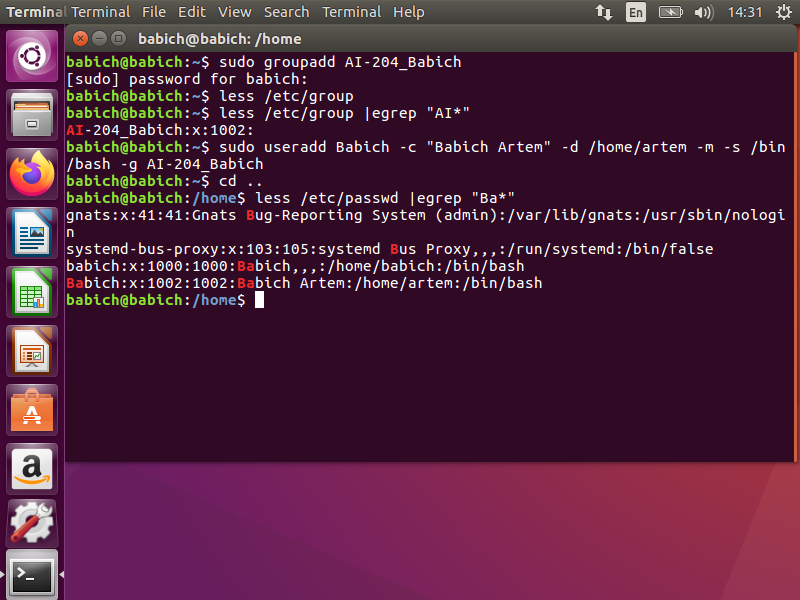 Terminal Terminal File Edit View Search Terminal Help En 14:31
babich@babich: /home
babich@babich:~$ sudo groupadd AI-204_Babich
[sudo] password for babich:
babich@babich:~$ less /etc/group
babich@babich:~$ less /etc/group |egrep "AI*"
AI-204_Babich:x:1002:
babich@babich:~$ sudo useradd Babich -c "Babich Artem" -d /home/artem -m -s /bin
/bash -g AI-204_Babich
babich@babich:~$ cd ..
babich@babich:/home$ less /etc/passwd |egrep "Ba*"
gnats:x:41:41:Gnats Bug-Reporting System (admin):/var/lib/gnats:/usr/sbin/nologi
n
systemd-bus-proxy:x:103:105:systemd Bus Proxy,,,:/run/systemd:/bin/false
babich:x:1000:1000:Babich,,,:/home/babich:/bin/bash
Babich:x:1002:1002:Babich Artem:/home/artem:/bin/bash
babich@babich:/home$